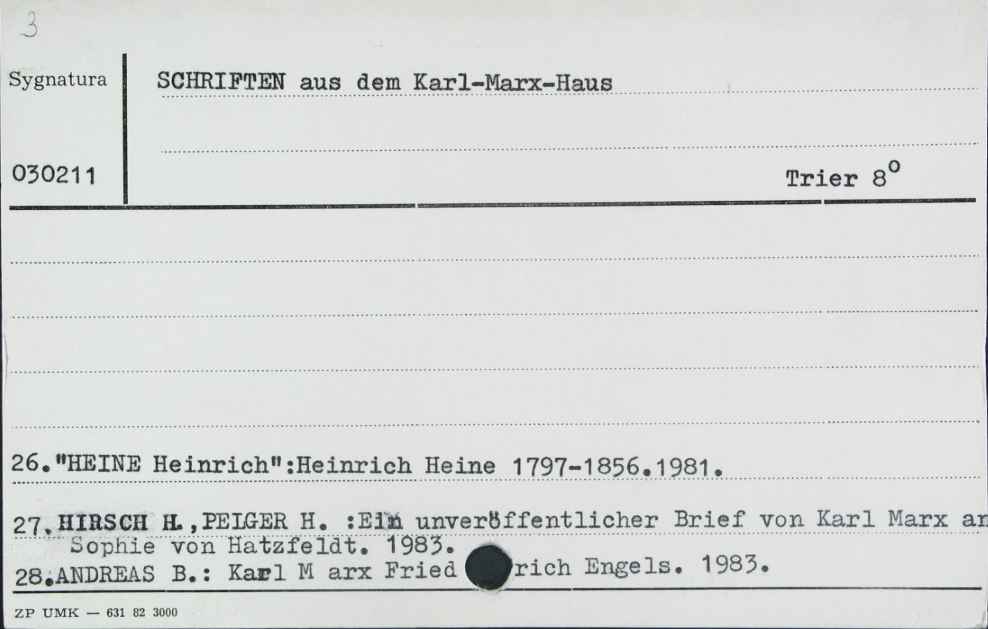 3
Sygnatura
SCHRIFTEN aus dem Karl-Marx-Haus
030211
Trier 8°
26."HEINE Heinrich":Heinrich Heine 1797-1856.1981.
27.HIRSCH H.,PELGER H. :Ein unveröffentlicher Brief von Karl Marx an
Sophie von Hatzfeldt. 1983.
28.ANDREAS B.: Karl M arx Fried rich Engels. 1983.
ZP UMK — 631 82 3000